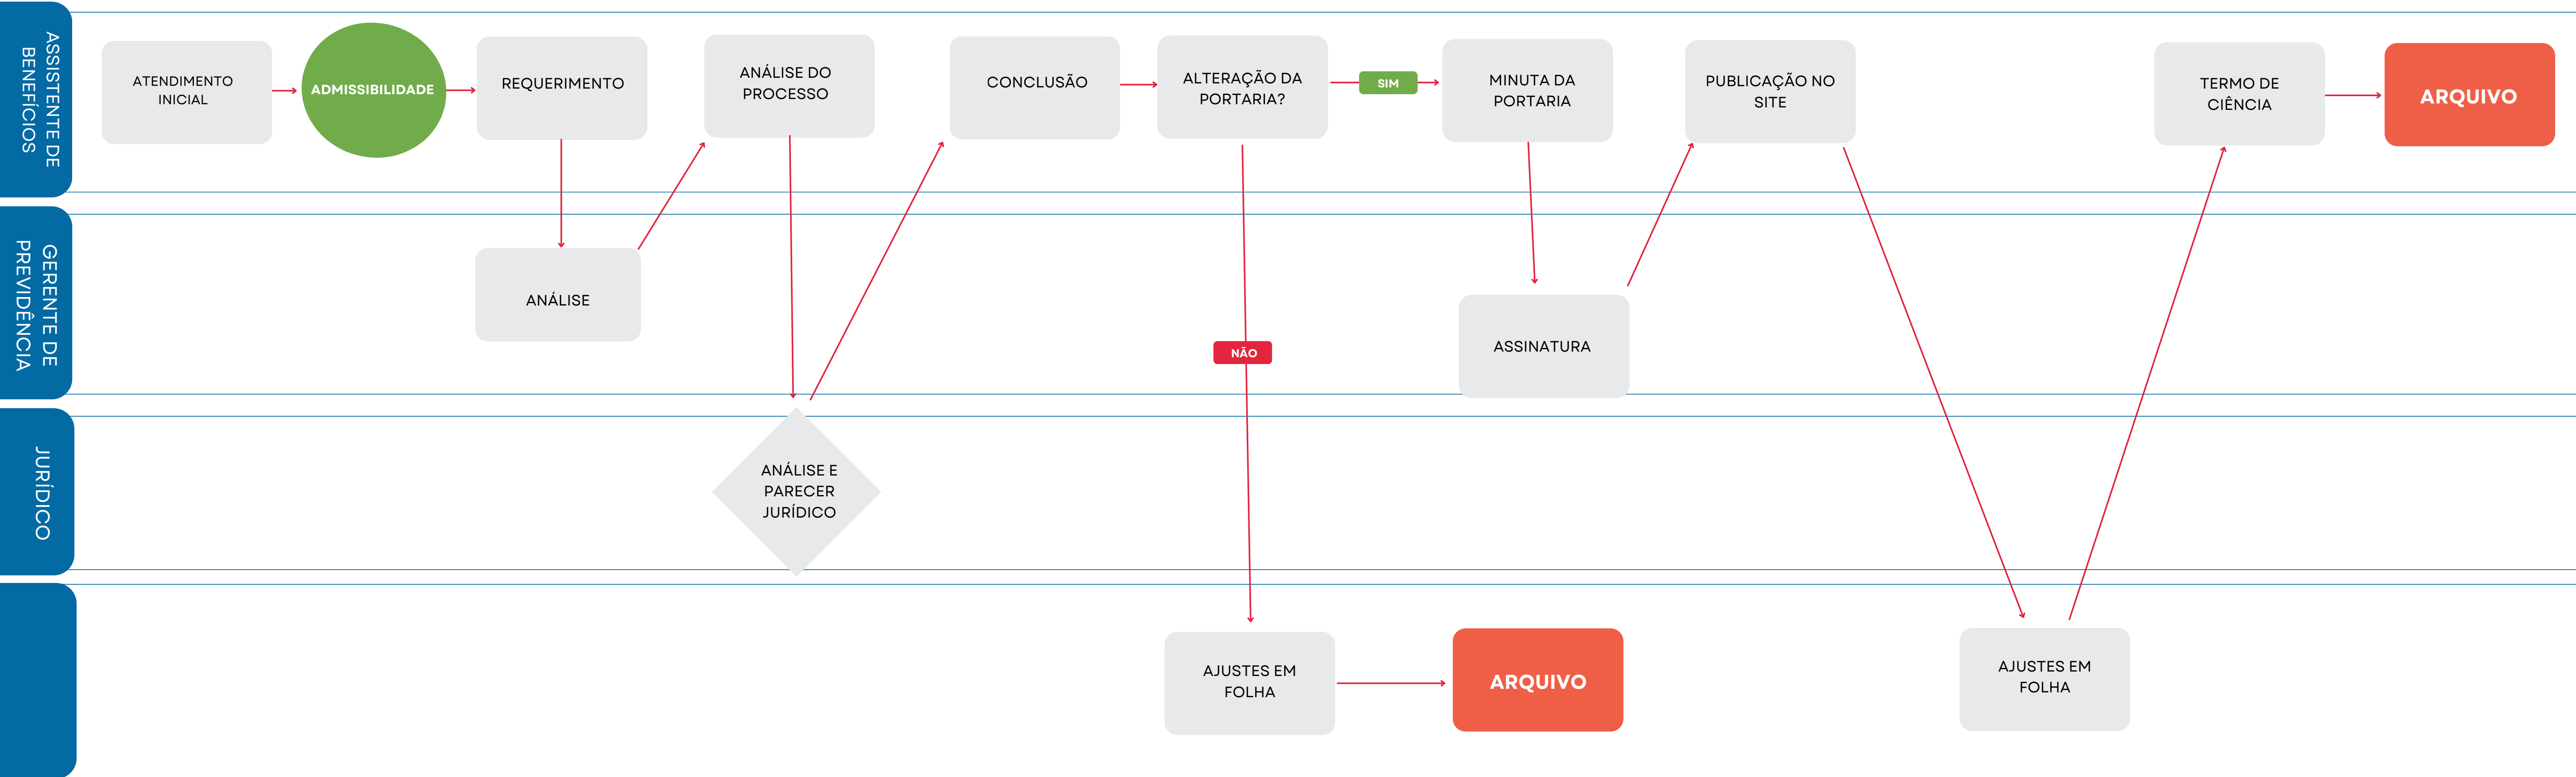 ASSISTENTE DE
BENEFÍCIOS
ATENDIMENTO
INICIAL
ADMISSIBILIDADE
REQUERIMENTO
ANÁLISE DO
PROCESSO
CONCLUSÃO
ALTERAÇÃO DA
PORTARIA?
SIM
MINUTA DA
PORTARIA
PUBLICAÇÃO NO
SITE
TERMO DE
CIÊNCIA
ARQUIVO
GERENTE DE
PREVIDÊNCIA
ANÁLISE
NÃO
ASSINATURA
JURÍDICO
ANÁLISE E
PARECER
JURÍDICO
AJUSTES EM
FOLHA
ARQUIVO
AJUSTES EM
FOLHA